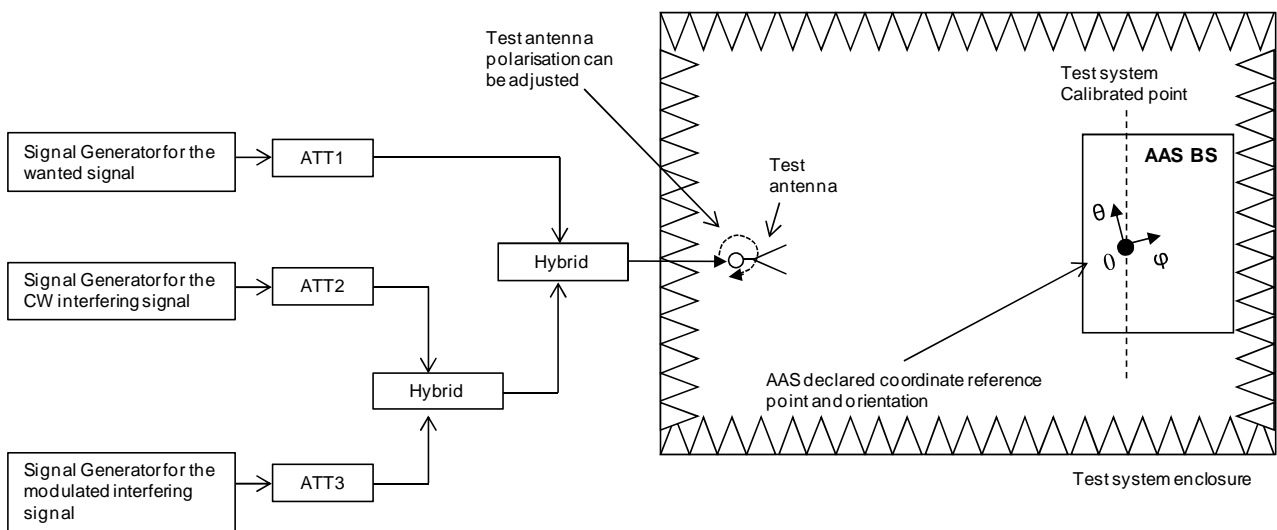 Test antenna
polarisation can
be adjusted
Test system
Calibrated point
Signal Generator for the
wanted signal
ATT1
AAS BS
Test
antenna
θ
Hybrid
0
φ
Signal Generator for the
CW interfering signal
ATT2
Hybrid
AAS declared coordinate reference
point and orientation
Signal Generator for the
modulated interfering
signal
ATT3
Test system enclosure